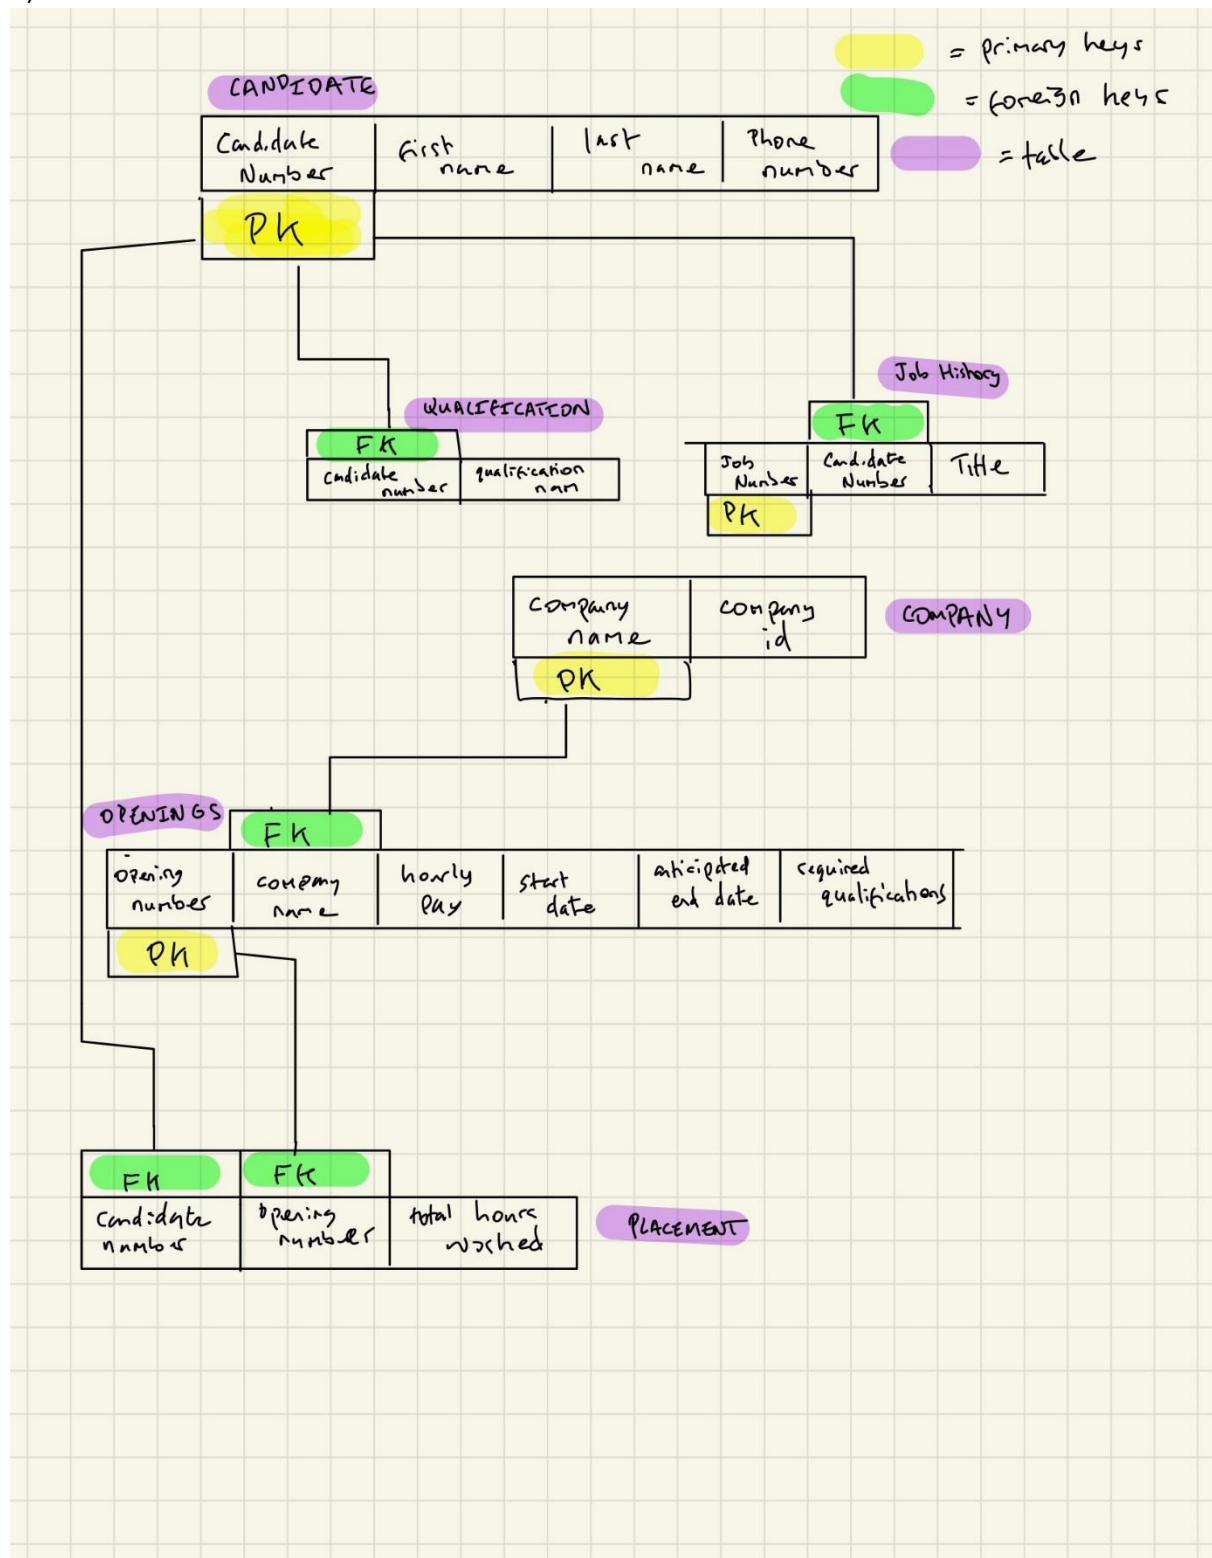 = primary keys
= foreign keys
= table
CANDIDATE
Candidate
Number
First
name
last
name
Phone
number
PK
QUALIFICATION
FK
candidate
number
qualification
nam
Job History
FK
Job
Number
Candidate
Number
Title
PK
Company
name
company
id
COMPANY
PK
OPENINGS
FK
opening
number
company
name
hourly
pay
start
date
anticipated
end date
required
qualifications
PK
FK
FK
Candidate
number
opening
number
total hours
worked
PLACEMENT